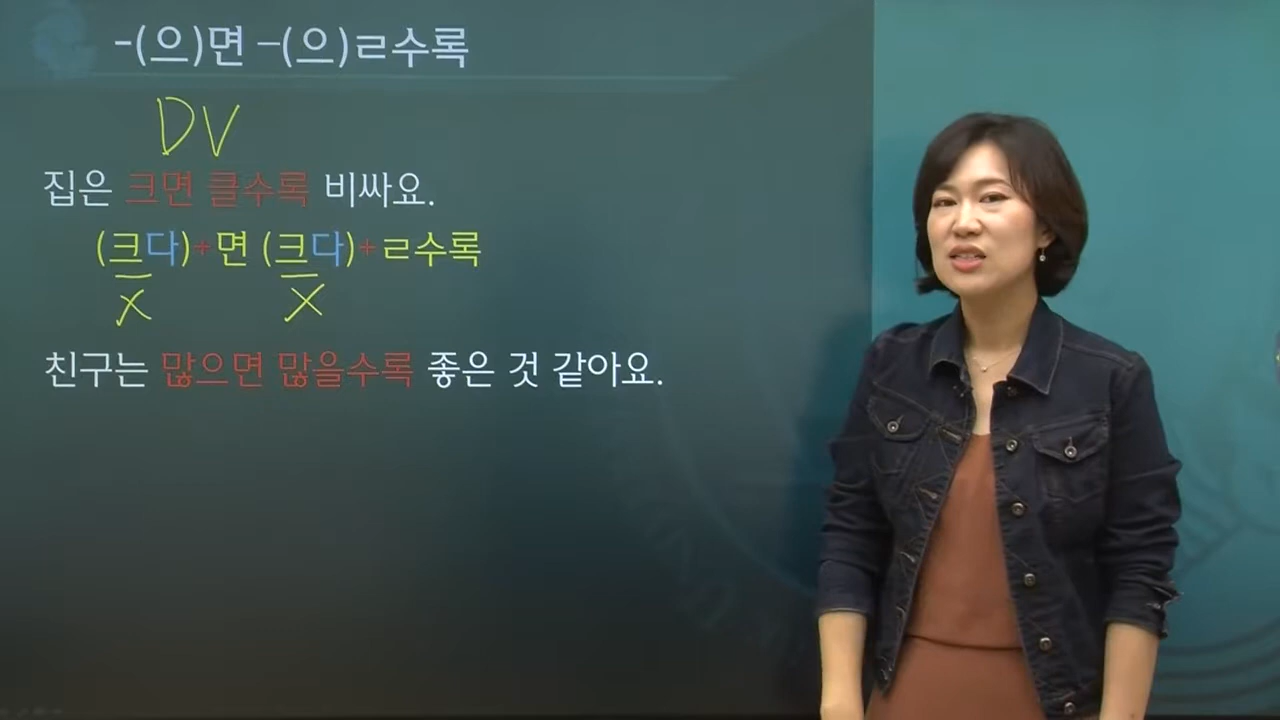 -(으)면 –(으)ㄹ수록
DV
집은 크면 클수록 비싸요.
(크다)+면 (크다)+ㄹ수록
X X
친구는 많으면 많을수록 좋은 것 같아요.